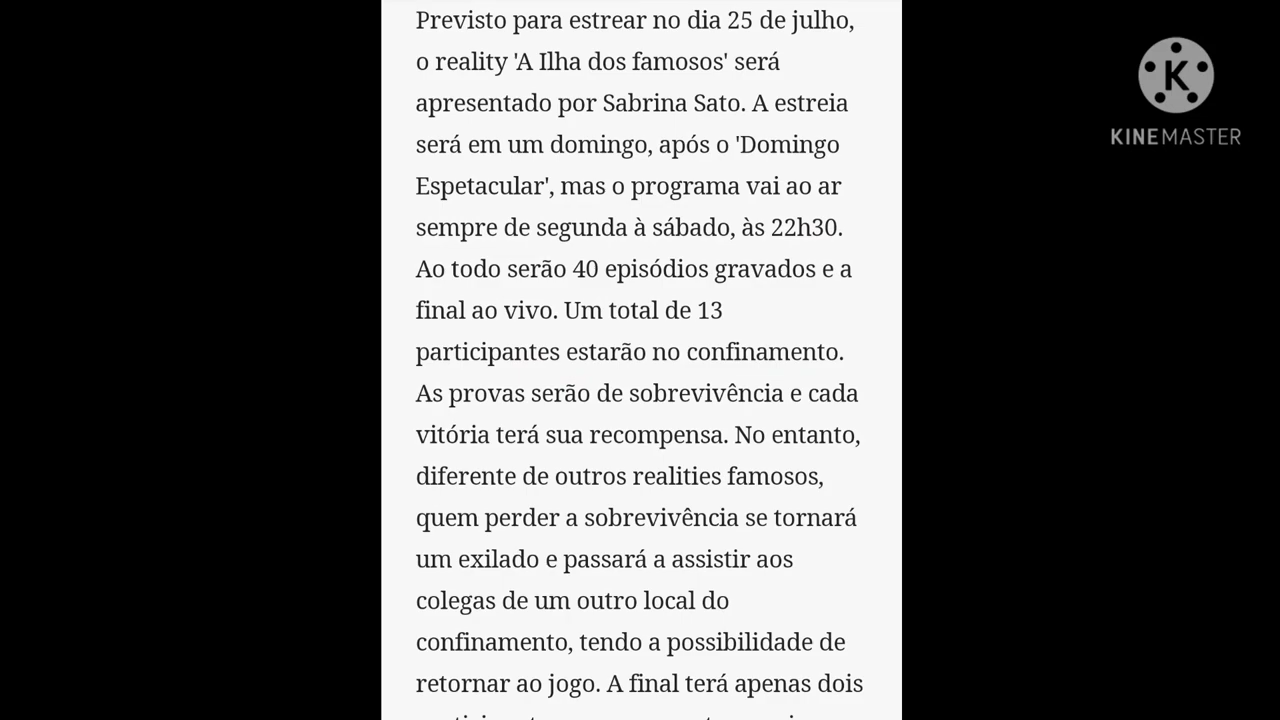 Previsto para estrear no dia 25 de julho,
o reality 'A Ilha dos famosos' será
apresentado por Sabrina Sato. A estreia
será em um domingo, após o 'Domingo
Espetacular', mas o programa vai ao ar
sempre de segunda à sábado, às 22h30.
Ao todo serão 40 episódios gravados e a
final ao vivo. Um total de 13
participantes estarão no confinamento.
As provas serão de sobrevivência e cada
vitória terá sua recompensa. No entanto,
diferente de outros realities famosos,
quem perder a sobrevivência se tornará
um exilado e passará a assistir aos
colegas de um outro local do
confinamento, tendo a possibilidade de
retornar ao jogo. A final terá apenas dois
K
KINEMASTER